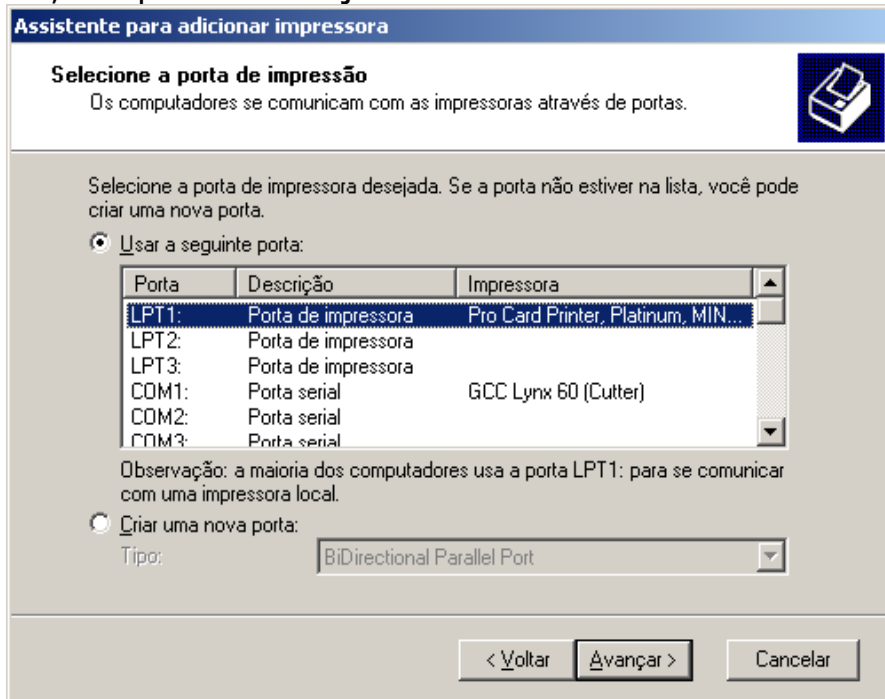 Assistente para adicionar impressora
Selecione a porta de impressão
Os computadores se comunicam com as impressoras através de portas.
Selecione a porta de impressora desejada. Se a porta não estiver na lista, você pode
criar uma nova porta.
Usar a seguinte porta:
Porta Descrição Impressora
LPT1: Porta de impressora Pro Card Printer, Platinum, MIN...
LPT2: Porta de impressora
LPT3: Porta de impressora
COM1: Porta serial GCC Lynx 60 (Cutter)
COM2: Porta serial
COM3: Porta serial
Observação: a maioria dos computadores usa a porta LPT1: para se comunicar
com uma impressora local.
Criar uma nova porta:
Tipo: BiDirectional Parallel Port
< Voltar Avançar > Cancelar